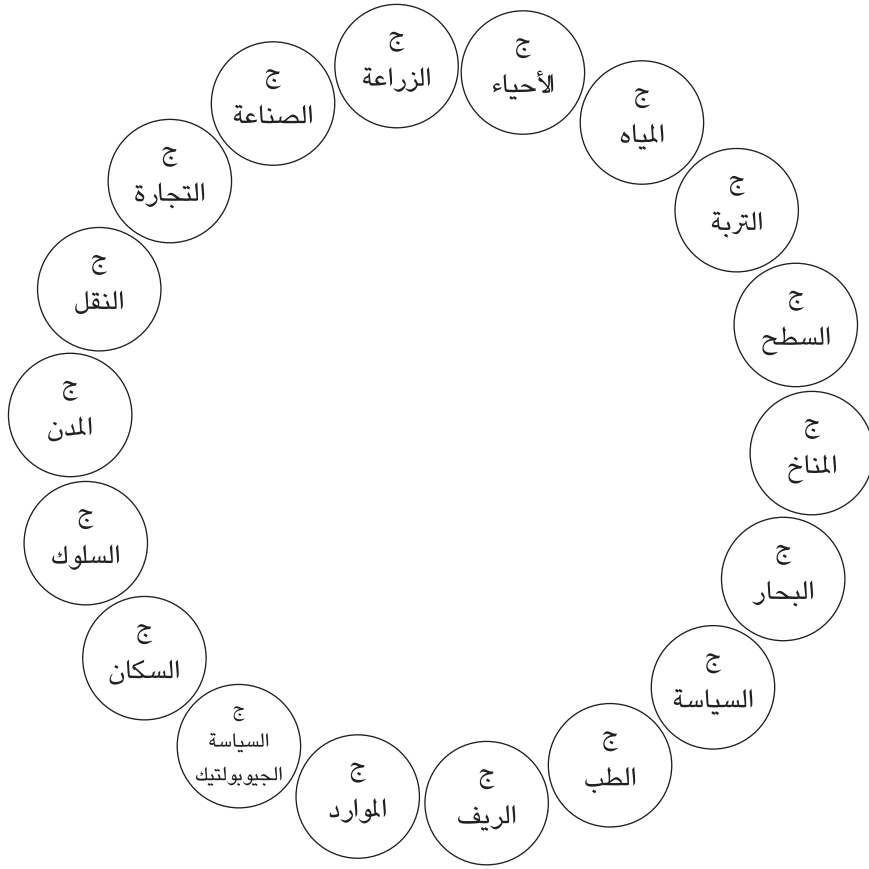 ج
الزراعة
ج
الأحياء
ج
المياه
ج
التربة
ج
السطح
ج
المناخ
ج
البحار
ج
السياسة
ج
الطب
ج
الريف
ج
الموارد
ج
السياسة
الجيوبولتيك
ج
السكان
ج
السلوك
ج
المدن
ج
النقل
ج
التجارة
ج
الصناعة